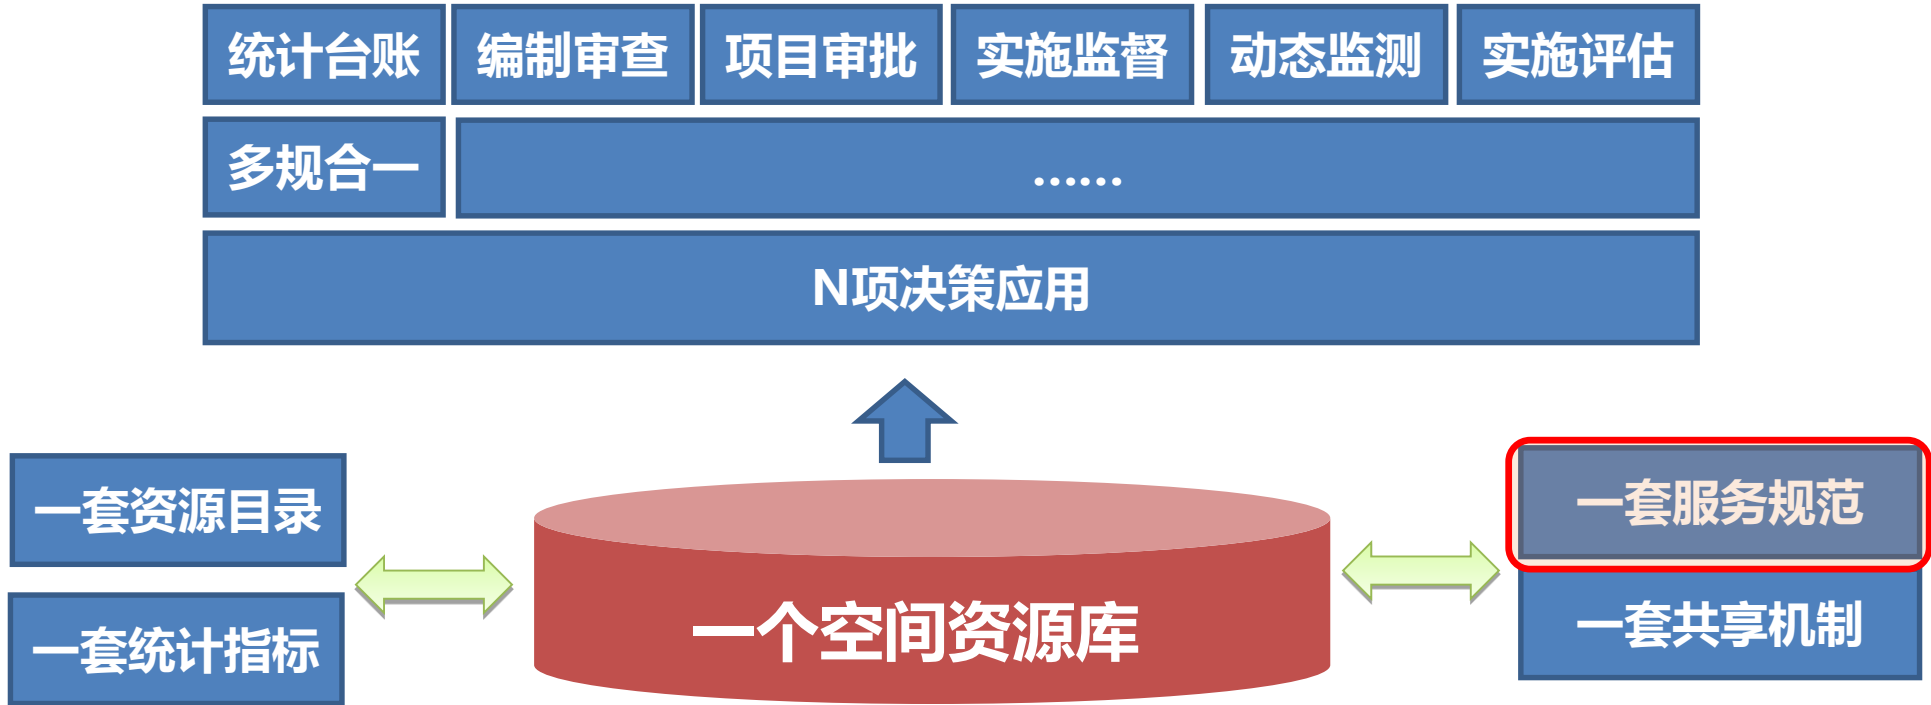 统计台账
编制审查
项目审批
实施监督
动态监测
实施评估
多规合一
……
N项决策应用
一套资源目录
一套统计指标
一个空间资源库
一套服务规范
一套共享机制